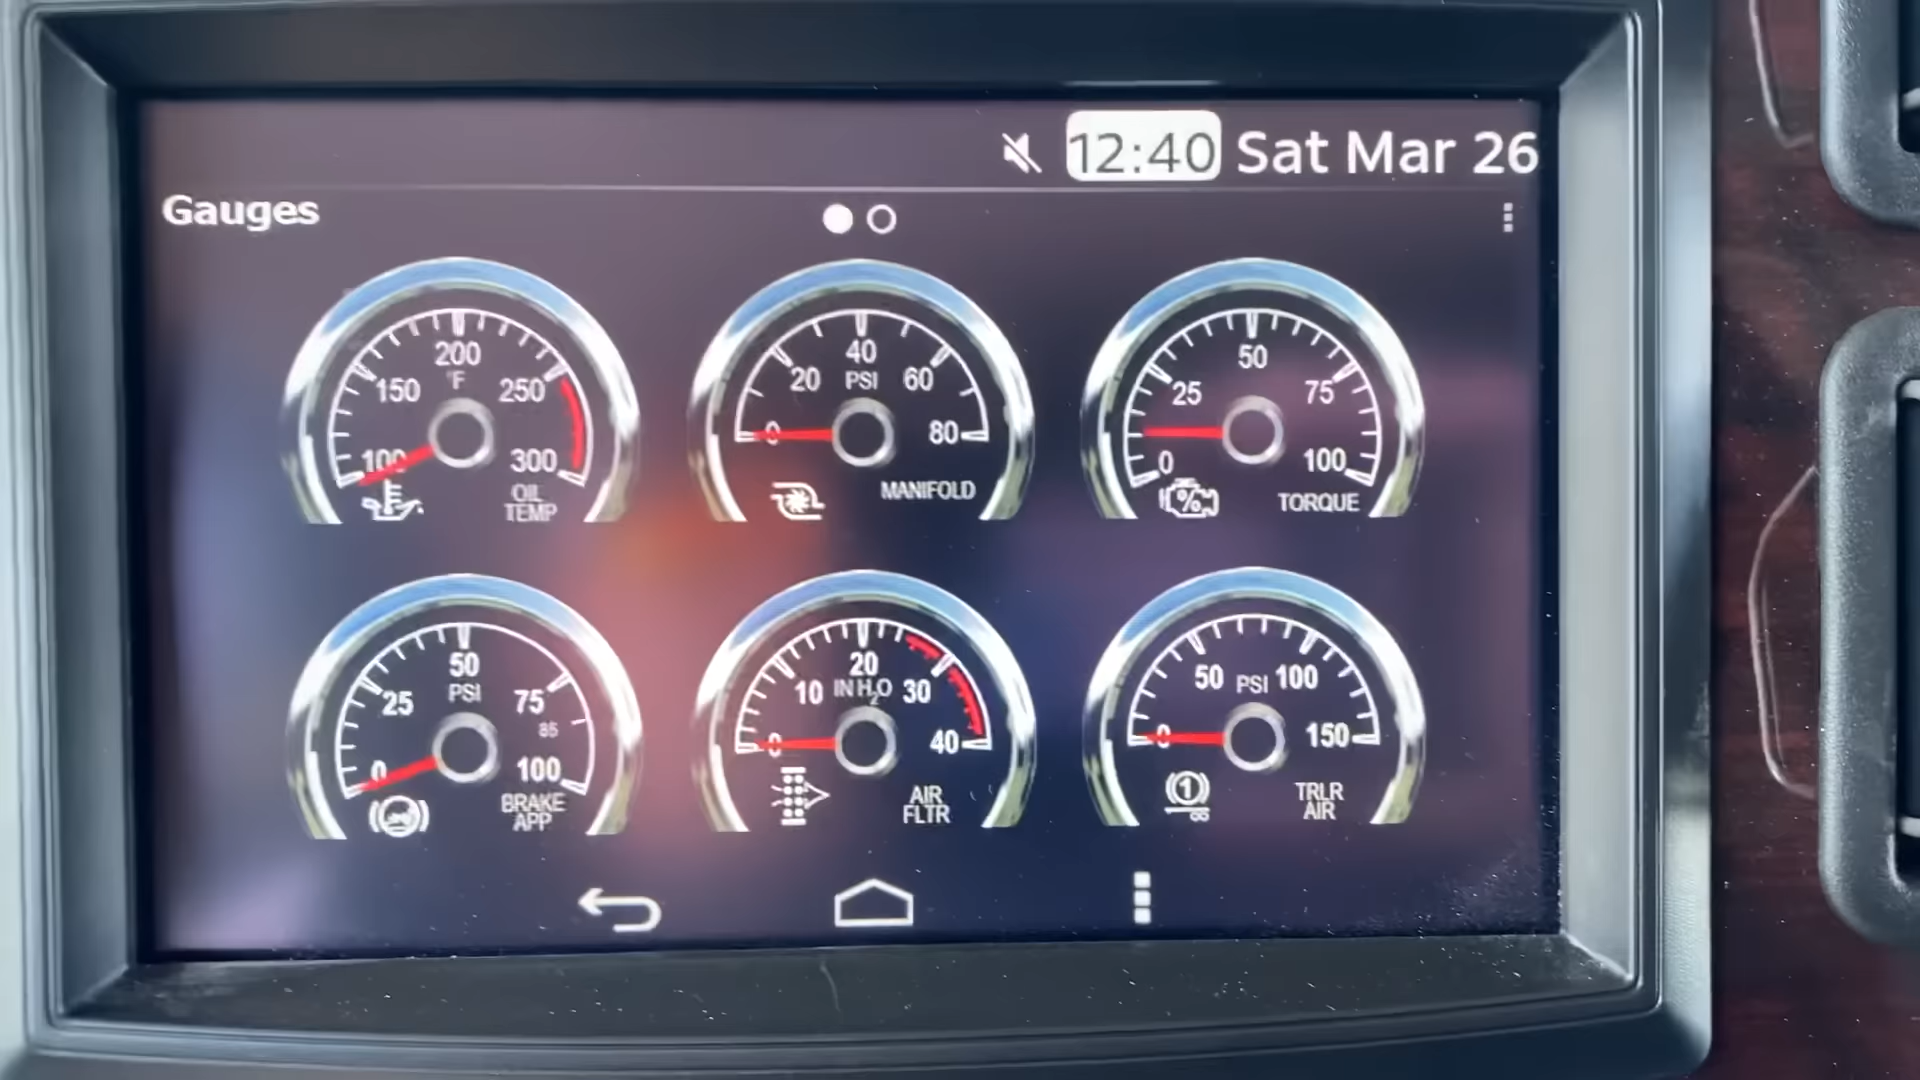 12:40 Sat Mar 26
Gauges
100 150 200 250 300
°F
OIL
TEMP
0 20 40 60 80
PSI
MANIFOLD
0 25 50 75 100
%
TORQUE
0 25 50 75 85 100
PSI
BRAKE
APP
0 10 20 30 40
IN H₂O
AIR
FLTR
0 50 100 150
PSI
1
TRLR
AIR